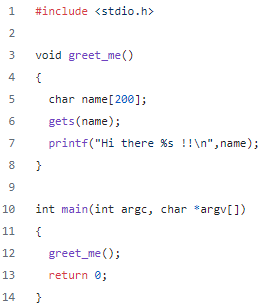 1 #include <stdio.h>
2
3 void greet_me()
4 {
5   char name[200];
6   gets(name);
7   printf("Hi there %s !!\n",name);
8 }
9
10 int main(int argc, char *argv[])
11 {
12   greet_me();
13   return 0;
14 }